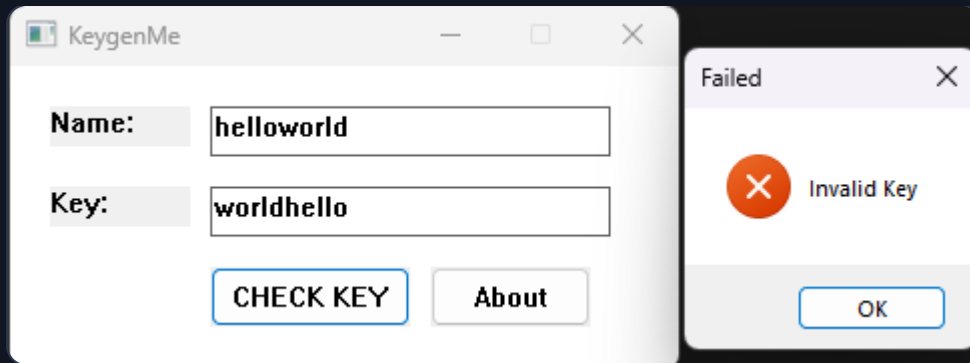 KeygenMe
Name:
helloworld
Key:
worldhello
CHECK KEY
About
Failed
Invalid Key
OK